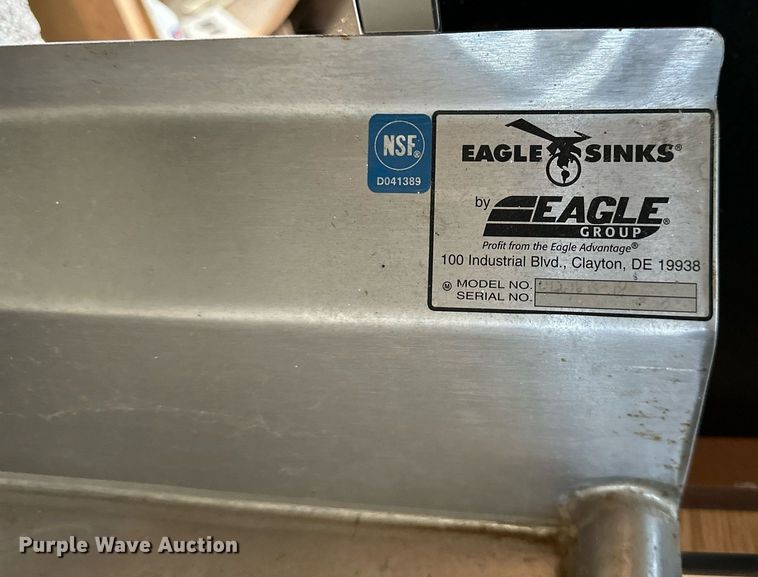 NSF®
D041389
EAGLE SINKS®
by EAGLE®
GROUP
Profit from the Eagle Advantage®
100 Industrial Blvd., Clayton, DE 19938
M MODEL NO.
SERIAL NO.
Purple Wave Auction